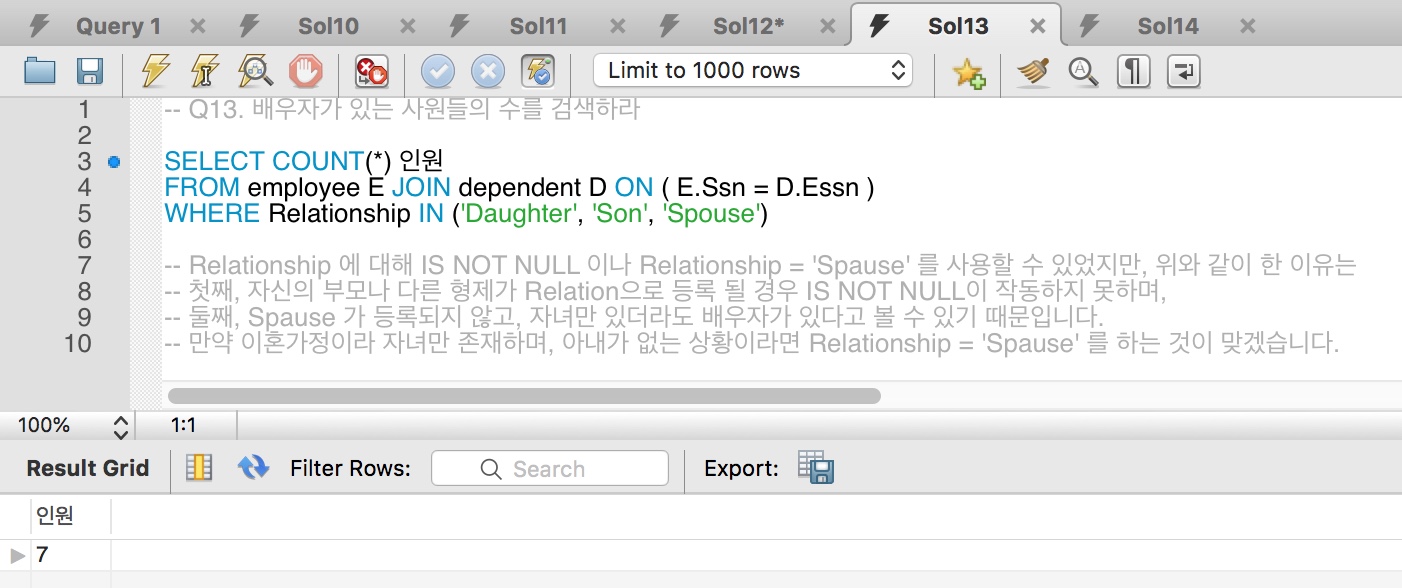 Query 1
Sol10
Sol11
Sol12*
Sol13
Sol14
Limit to 1000 rows
1 -- Q13. 배우자가 있는 사원들의 수를 검색하라
2
3 SELECT COUNT(*) 인원
4 FROM employee E JOIN dependent D ON ( E.Ssn = D.Essn )
5 WHERE Relationship IN ('Daughter', 'Son', 'Spouse')
6
7 -- Relationship 에 대해 IS NOT NULL 이나 Relationship = 'Spause' 를 사용할 수 있었지만, 위와 같이 한 이유는
8 -- 첫째, 자신의 부모나 다른 형제가 Relation으로 등록 될 경우 IS NOT NULL이 작동하지 못하며,
9 -- 둘째, Spause 가 등록되지 않고, 자녀만 있더라도 배우자가 있다고 볼 수 있기 때문입니다.
10 -- 만약 이혼가정이라 자녀만 존재하며, 아내가 없는 상황이라면 Relationship = 'Spause' 를 하는 것이 맞겠습니다.
100% 1:1
Result Grid Filter Rows: Search Export:
인원
7